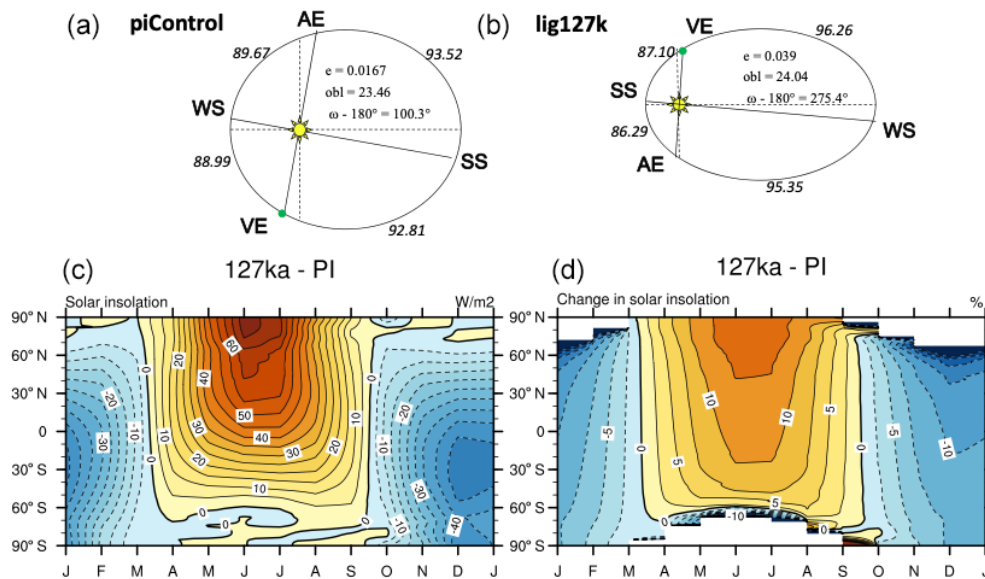 (a) piControl
AE
89.67
93.52
e = 0.0167
obl = 23.46
ω - 180° = 100.3°
WS
SS
88.99
VE
92.81
(b) lig127k
VE
96.26
87.10
e = 0.039
obl = 24.04
ω - 180° = 275.4°
SS
WS
86.29
AE
95.35
(c) 127ka - PI
Solar insolation W/m2
90° N
60° N
30° N
0
30° S
60° S
90° S
J F M A M J J A S O N D J
-30 -20 -10 0 10 20 30 40 50 60
40 30 20 10 0 -10 -20 -30 -40
10 0 0 -10
(d) 127ka - PI
Change in solar insolation %
90° N
60° N
30° N
0
30° S
60° S
90° S
J F M A M J J A S O N D J
-5 0 5 10 10 5 0 -5 -10
0 -10 5 0